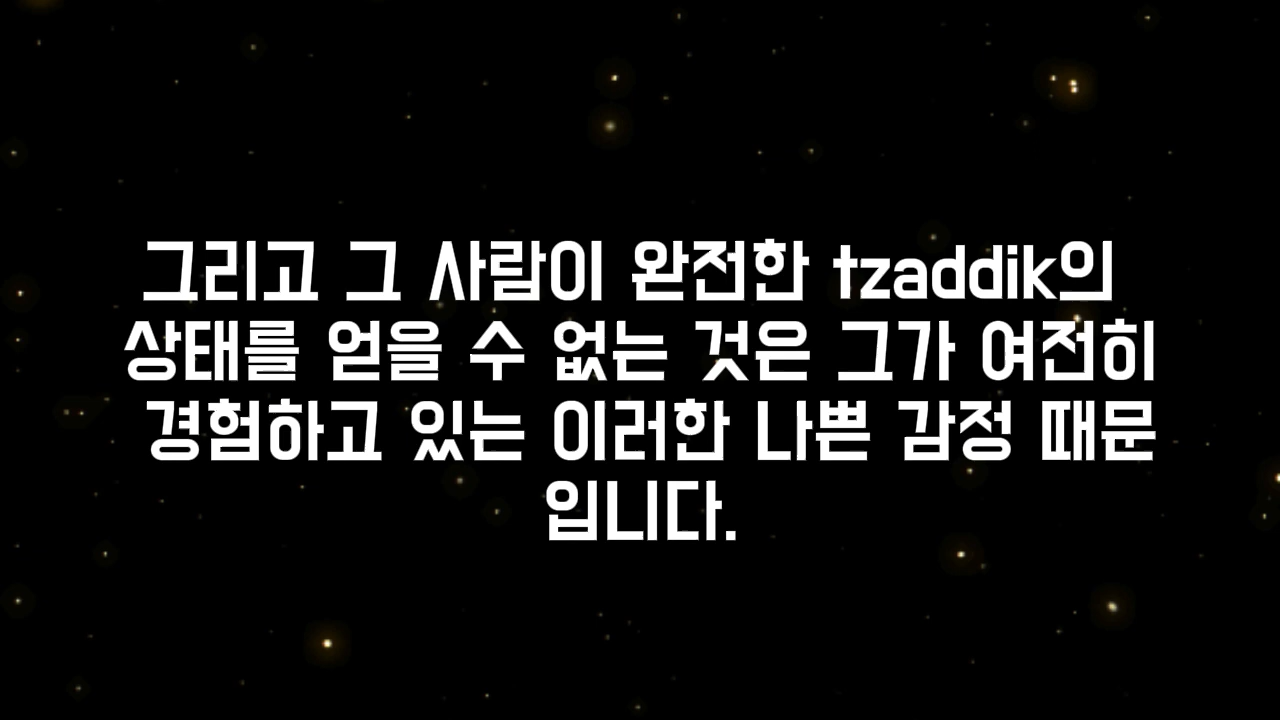 그리고 그 사람이 완전한 tzaddik의
상태를 얻을 수 없는 것은 그가 여전히
경험하고 있는 이러한 나쁜 감정 때문
입니다.